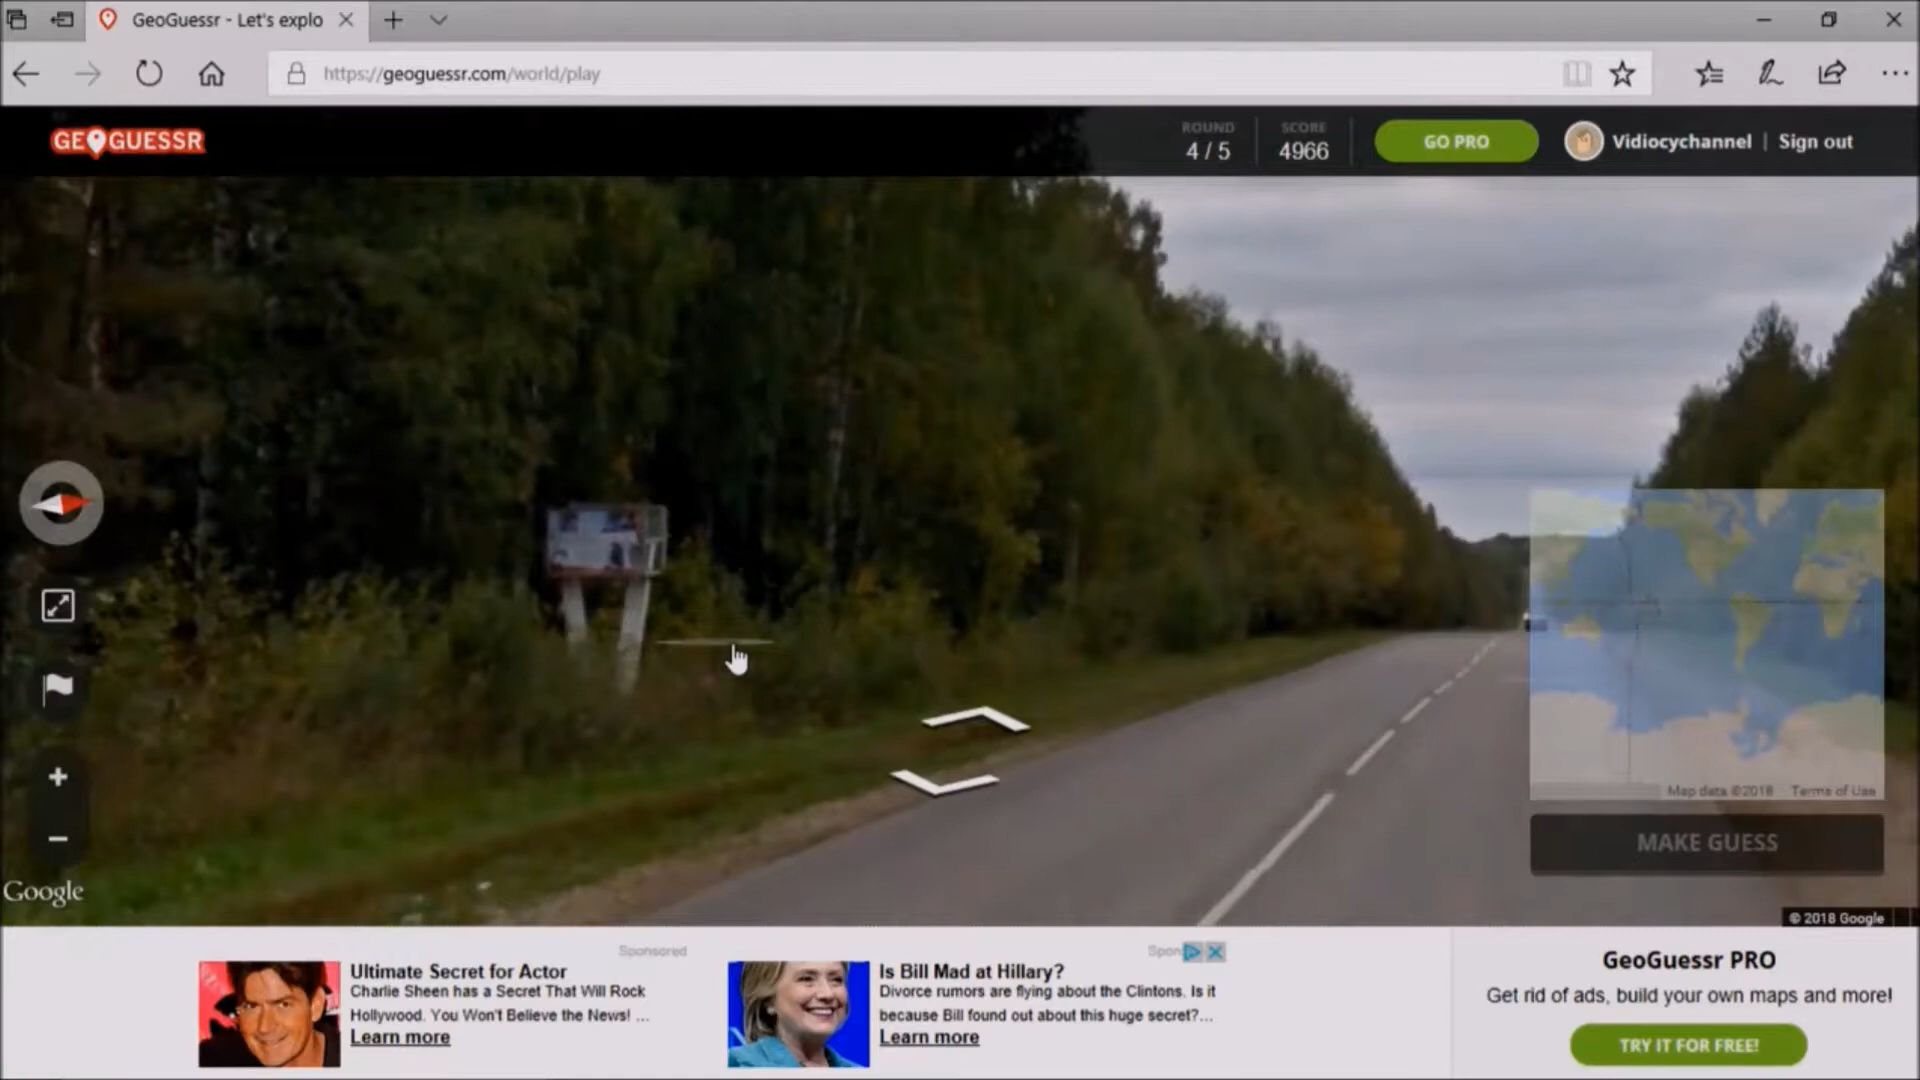 GeoGuessr - Let's explo
https://geoguessr.com/world/play
GEOGUESSR
ROUND
4 / 5
SCORE
4966
GO PRO
Vidiocychannel | Sign out
Google
Map data ©2018 Terms of Use
MAKE GUESS
© 2018 Google
Sponsored
Ultimate Secret for Actor
Charlie Sheen has a Secret That Will Rock
Hollywood. You Won't Believe the News! ...
Learn more
Spon
Is Bill Mad at Hillary?
Divorce rumors are flying about the Clintons. Is it
because Bill found out about this huge secret?...
Learn more
GeoGuessr PRO
Get rid of ads, build your own maps and more!
TRY IT FOR FREE!